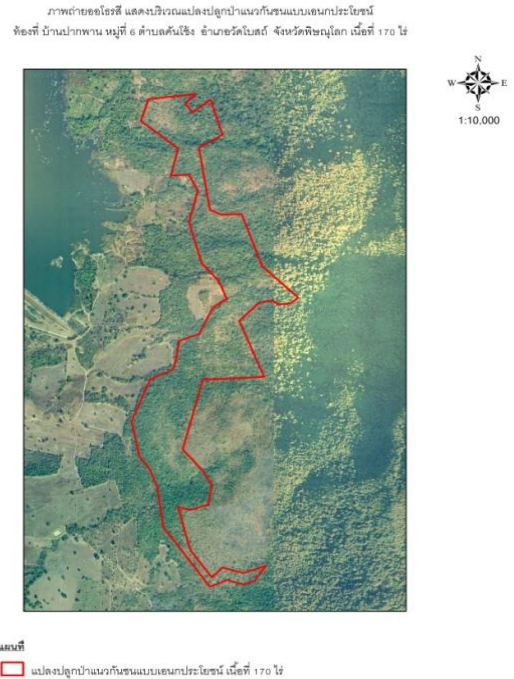 ภาพถ่ายออโธรสี แสดงบริเวณแปลงปลูกป่าแนวกันชนแบบเอนกประโยชน์
ท้องที่ บ้านปากพาน หมู่ที่ 6 ตำบลคันโช้ง อำเภอวัดโบสถ์ จังหวัดพิษณุโลก เนื้อที่ 170 ไร่
N
W E
S
1:10,000
แผนที่
แปลงปลูกป่าแนวกันชนแบบเอนกประโยชน์ เนื้อที่ 170 ไร่